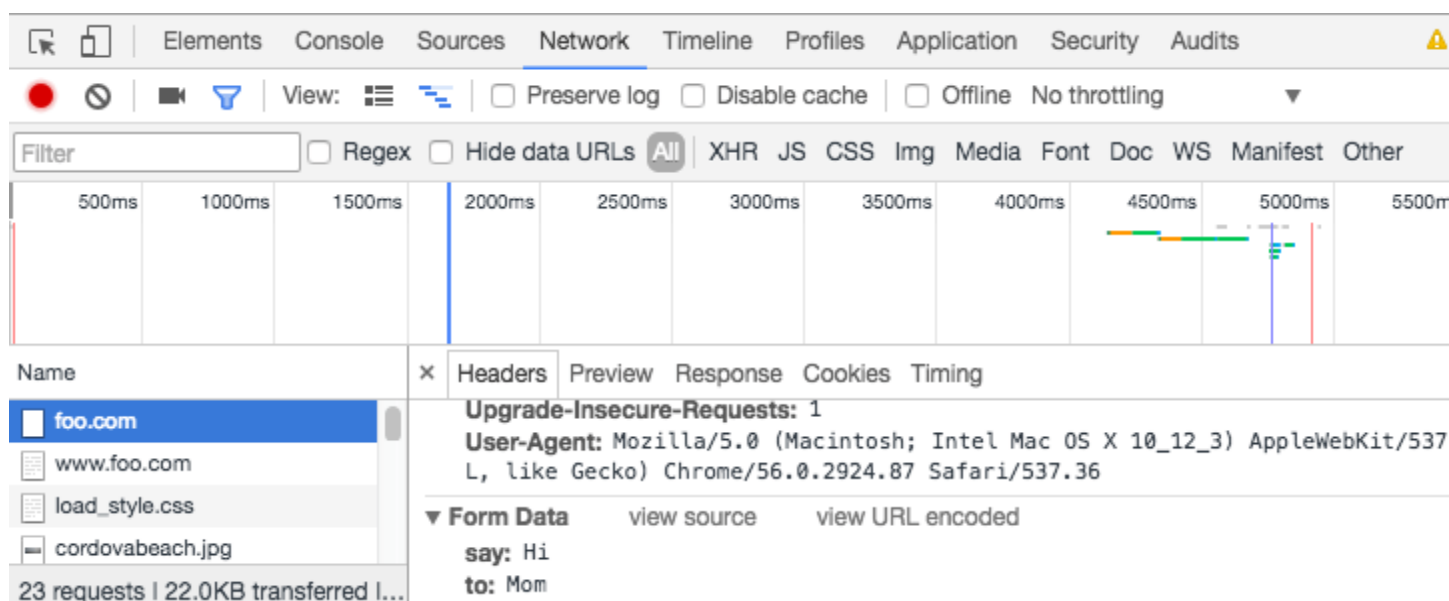 Elements Console Sources Network Timeline Profiles Application Security Audits
View: Preserve log Disable cache Offline No throttling
Filter Regex Hide data URLs All XHR JS CSS Img Media Font Doc WS Manifest Other
500ms 1000ms 1500ms 2000ms 2500ms 3000ms 3500ms 4000ms 4500ms 5000ms 5500m
Name
× Headers Preview Response Cookies Timing
foo.com
www.foo.com
load_style.css
cordovabeach.jpg
23 requests | 22.0KB transferred |...
Upgrade-Insecure-Requests: 1
User-Agent: Mozilla/5.0 (Macintosh; Intel Mac OS X 10_12_3) AppleWebKit/537
L, like Gecko) Chrome/56.0.2924.87 Safari/537.36
▼ Form Data view source view URL encoded
say: Hi
to: Mom